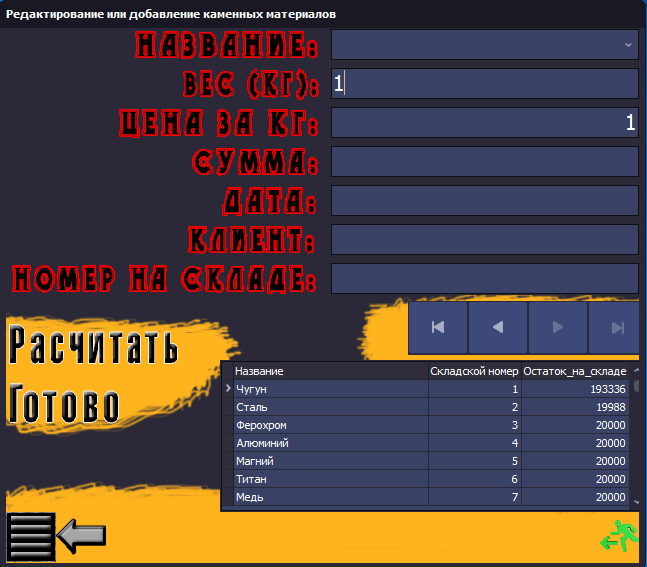 Редактирование или добавление каменных материалов
НАЗВАНИЕ:
ВЕС (КГ): 1
ЦЕНА ЗА КГ: 1
СУММА:
ДАТА:
КЛИЕНТ:
НОМЕР НА СКЛАДЕ:
Расчитать
Готово
Название Складской номер Остаток_на_складе
Чугун 1 193336
Сталь 2 19988
Ферохром 3 20000
Алюминий 4 20000
Магний 5 20000
Титан 6 20000
Медь 7 20000